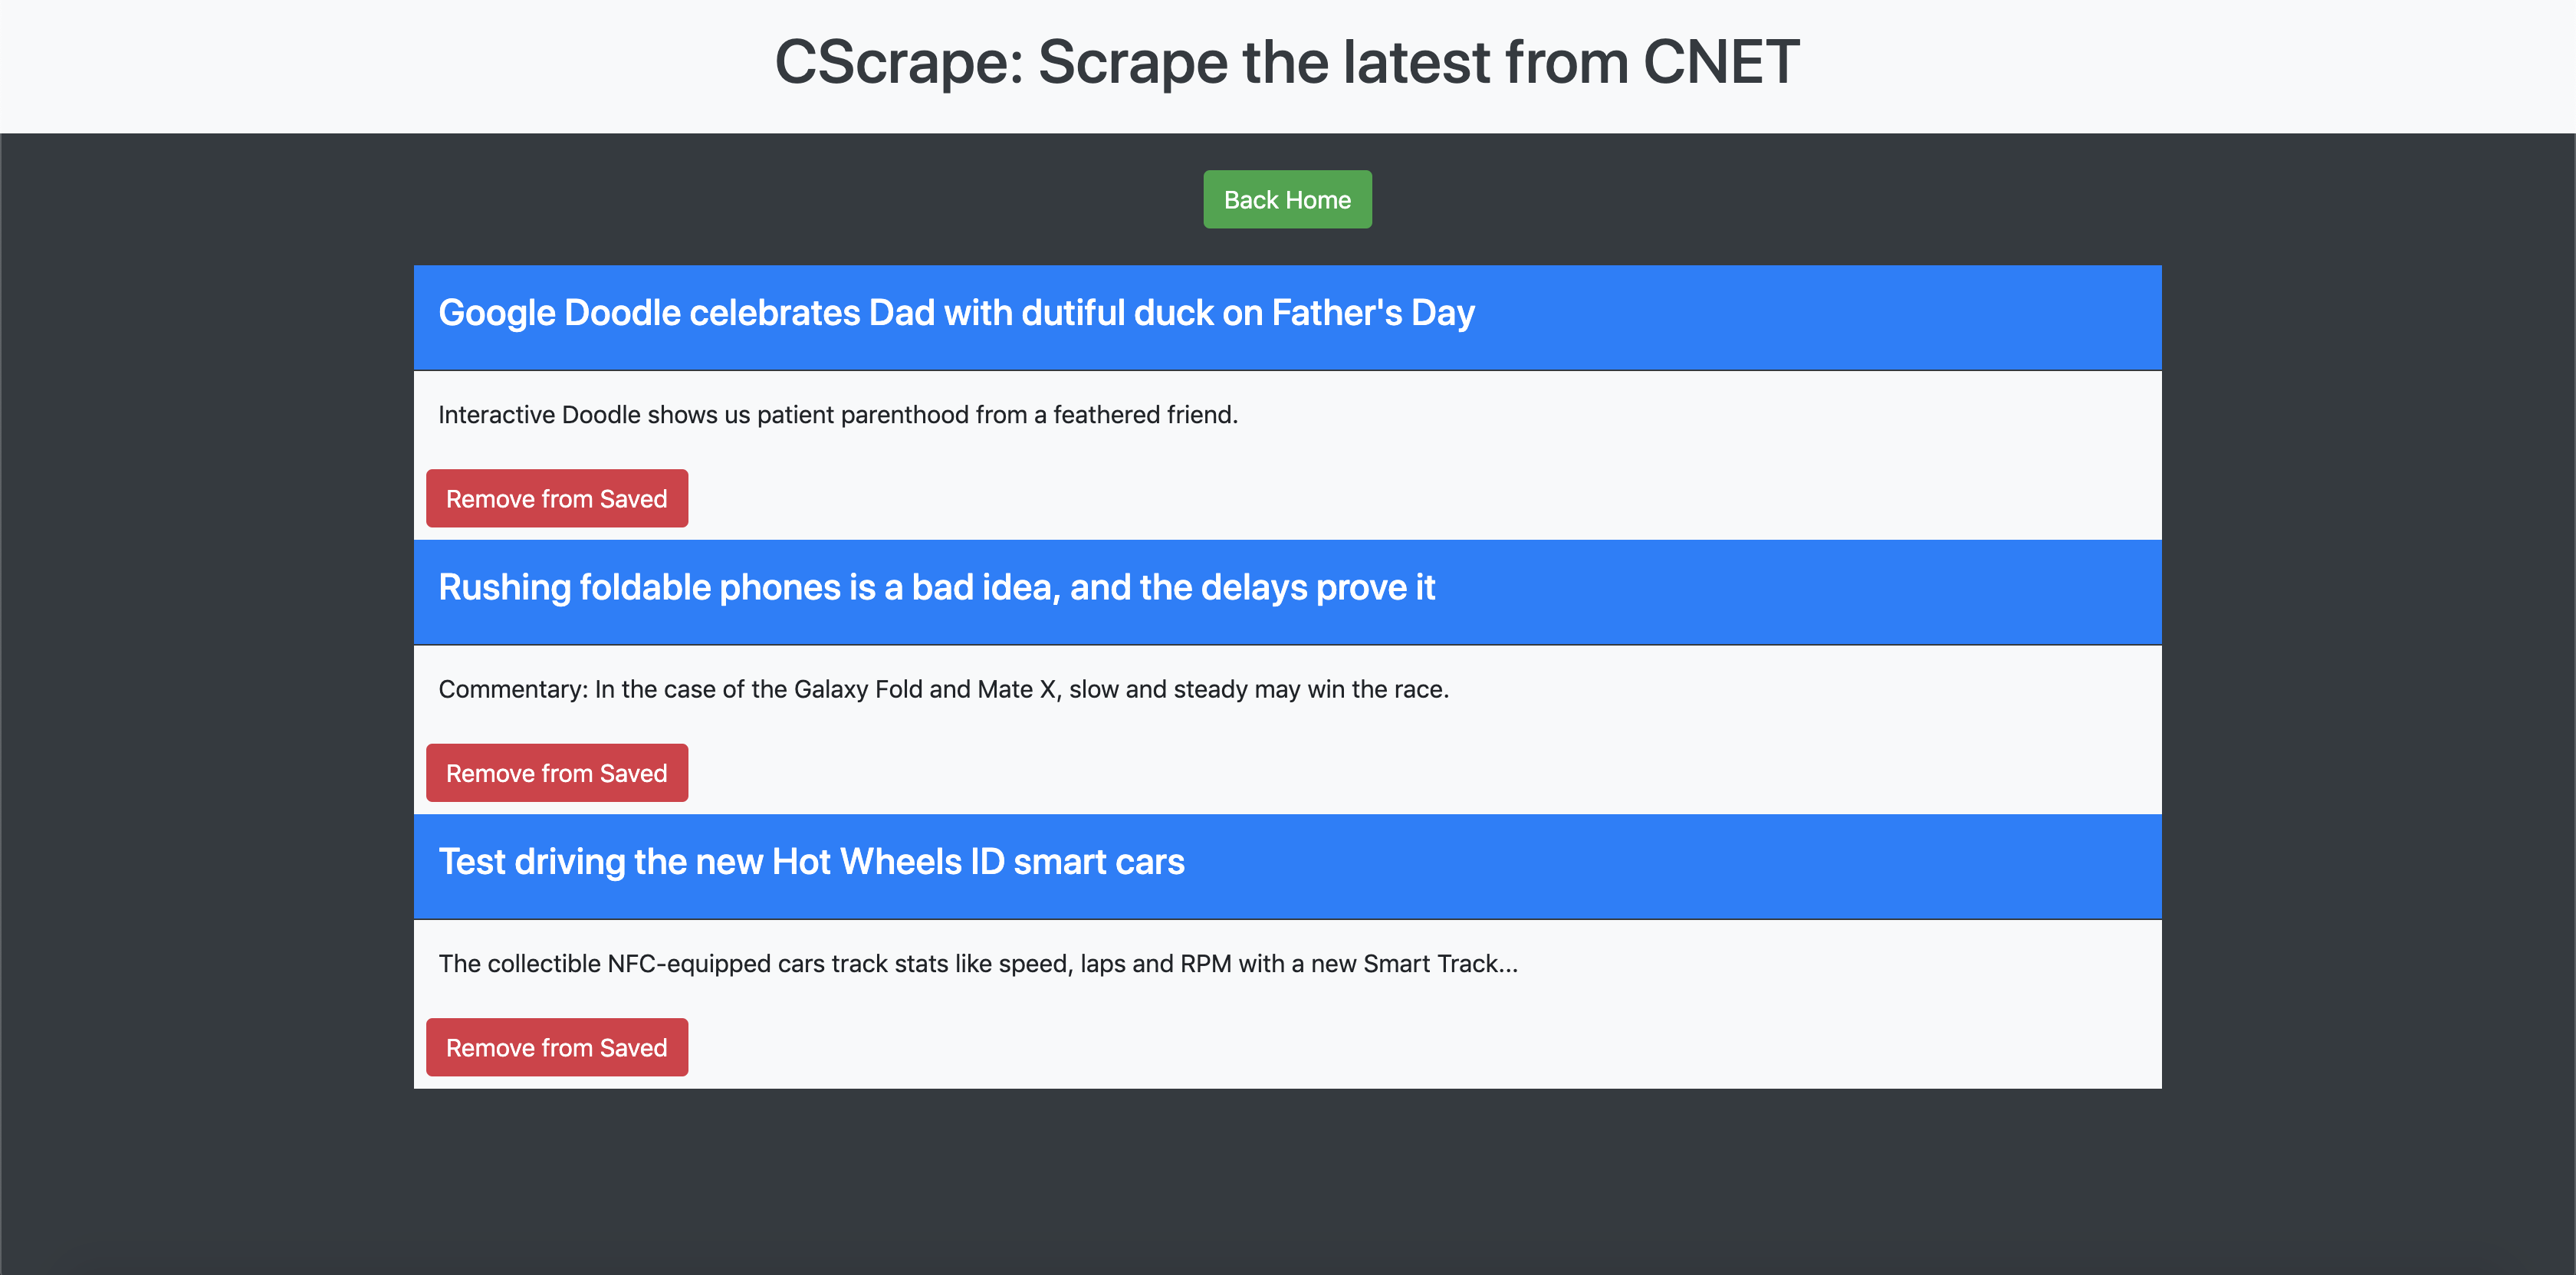 CScrape: Scrape the latest from CNET
Back Home
Google Doodle celebrates Dad with dutiful duck on Father's Day
Interactive Doodle shows us patient parenthood from a feathered friend.
Remove from Saved
Rushing foldable phones is a bad idea, and the delays prove it
Commentary: In the case of the Galaxy Fold and Mate X, slow and steady may win the race.
Remove from Saved
Test driving the new Hot Wheels ID smart cars
The collectible NFC-equipped cars track stats like speed, laps and RPM with a new Smart Track...
Remove from Saved